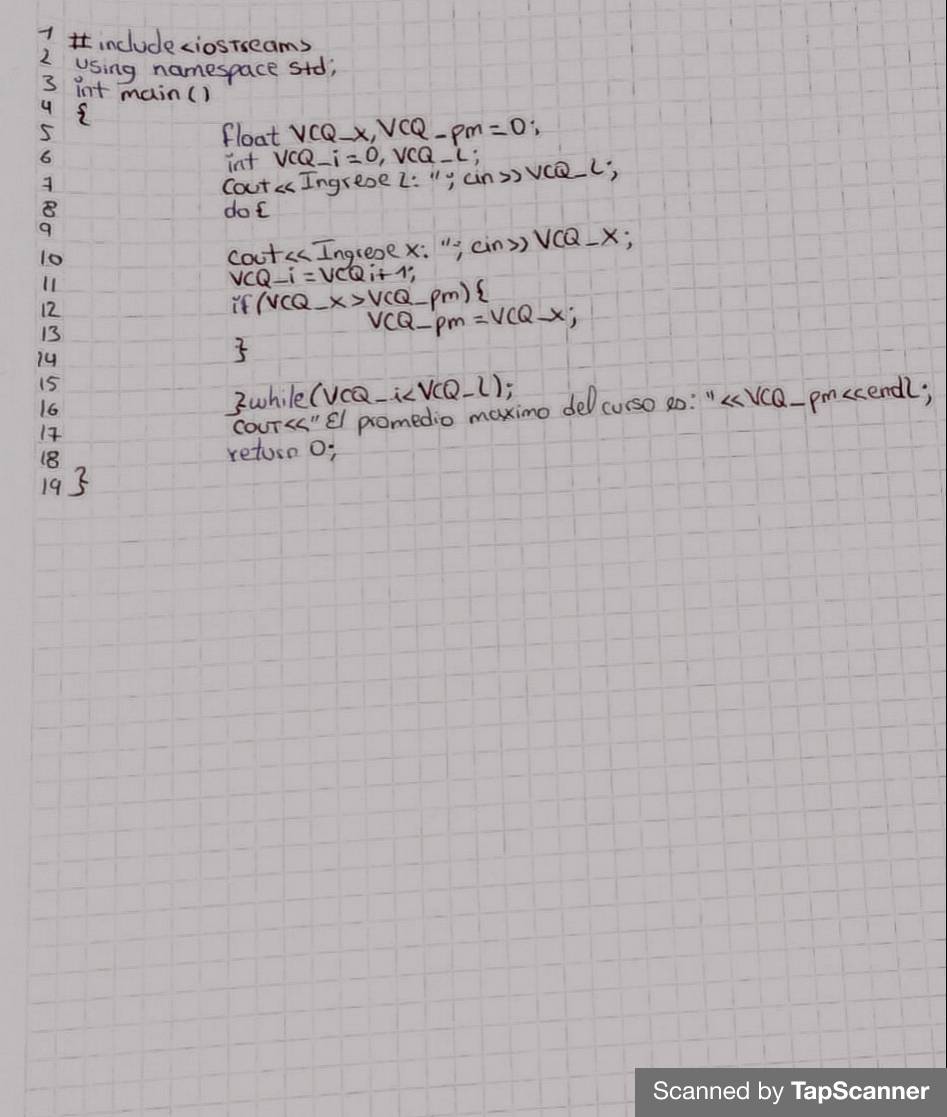 1 #include<iostream>
2 using namespace std;
3 int main()
4 {
5 float VCQ_x, VCQ_pm=0;
6 int VCQ_i=0, VCQ_L;
7 cout<< Ingrese l: "; cin>> VCQ_L;
8 do{
9
10 cout<< Ingrese x: "; cin>> VCQ_X;
11 VCQ_i=VCQi+1;
12 if(VCQ_x>VCQ_pm){
13 VCQ_pm=VCQ_x;
14 }
15
16 }while(VCQ_i<VCQ_L);
17 cout<<"El promedio maximo del curso es: "<<VCQ_pm<<endl;
18 return 0;
19 }
Scanned by TapScanner